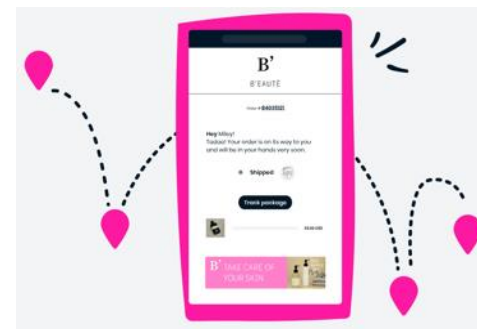 B’
B’EAUTÉ
Hey Miley!
Tadaa! Your order is on its way to you
and will be in your hands very soon.
Shipped
Track package
B’ TAKE CARE OF
YOUR SKIN